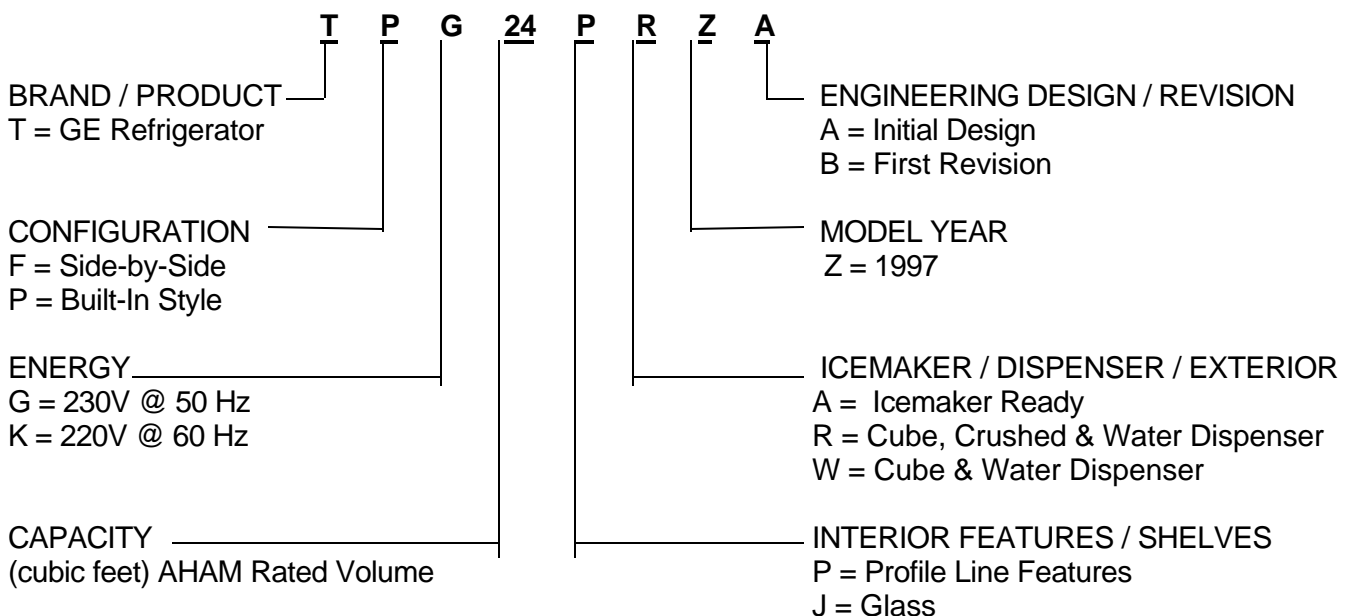 T P G 24 P R Z A
BRAND / PRODUCT
T = GE Refrigerator
CONFIGURATION
F = Side-by-Side
P = Built-In Style
ENERGY
G = 230V @ 50 Hz
K = 220V @ 60 Hz
CAPACITY
(cubic feet) AHAM Rated Volume
ENGINEERING DESIGN / REVISION
A = Initial Design
B = First Revision
MODEL YEAR
Z = 1997
ICEMAKER / DISPENSER / EXTERIOR
A = Icemaker Ready
R = Cube, Crushed & Water Dispenser
W = Cube & Water Dispenser
INTERIOR FEATURES / SHELVES
P = Profile Line Features
J = Glass